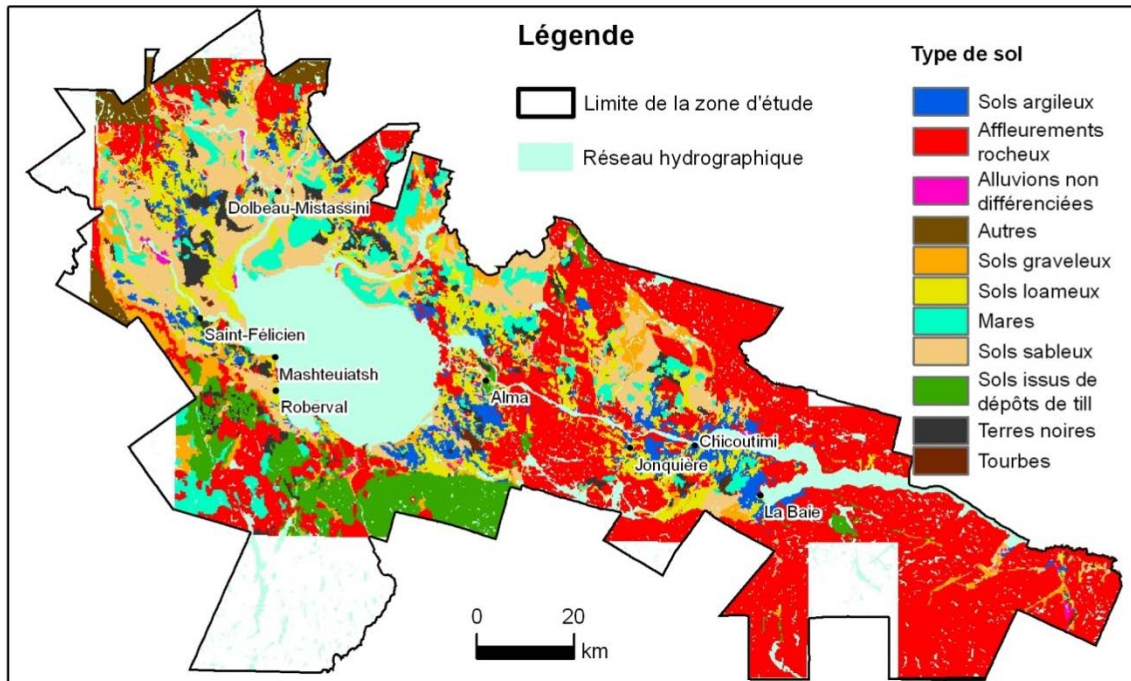 Légende
Limite de la zone d'étude
Réseau hydrographique
Type de sol
Sols argileux
Affleurements
rocheux
Alluvions non
différenciées
Autres
Sols graveleux
Sols loameux
Mares
Sols sableux
Sols issus de
dépôts de till
Terres noires
Tourbes
Dolbeau-Mistassini
Saint-Félicien
Mashteuiatsh
Roberval
Alma
Chicoutimi
Jonquière
La Baie
0 20
km